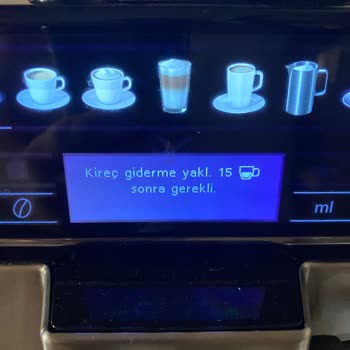 Kireç giderme yakl. 15
sonra gerekli.
ml